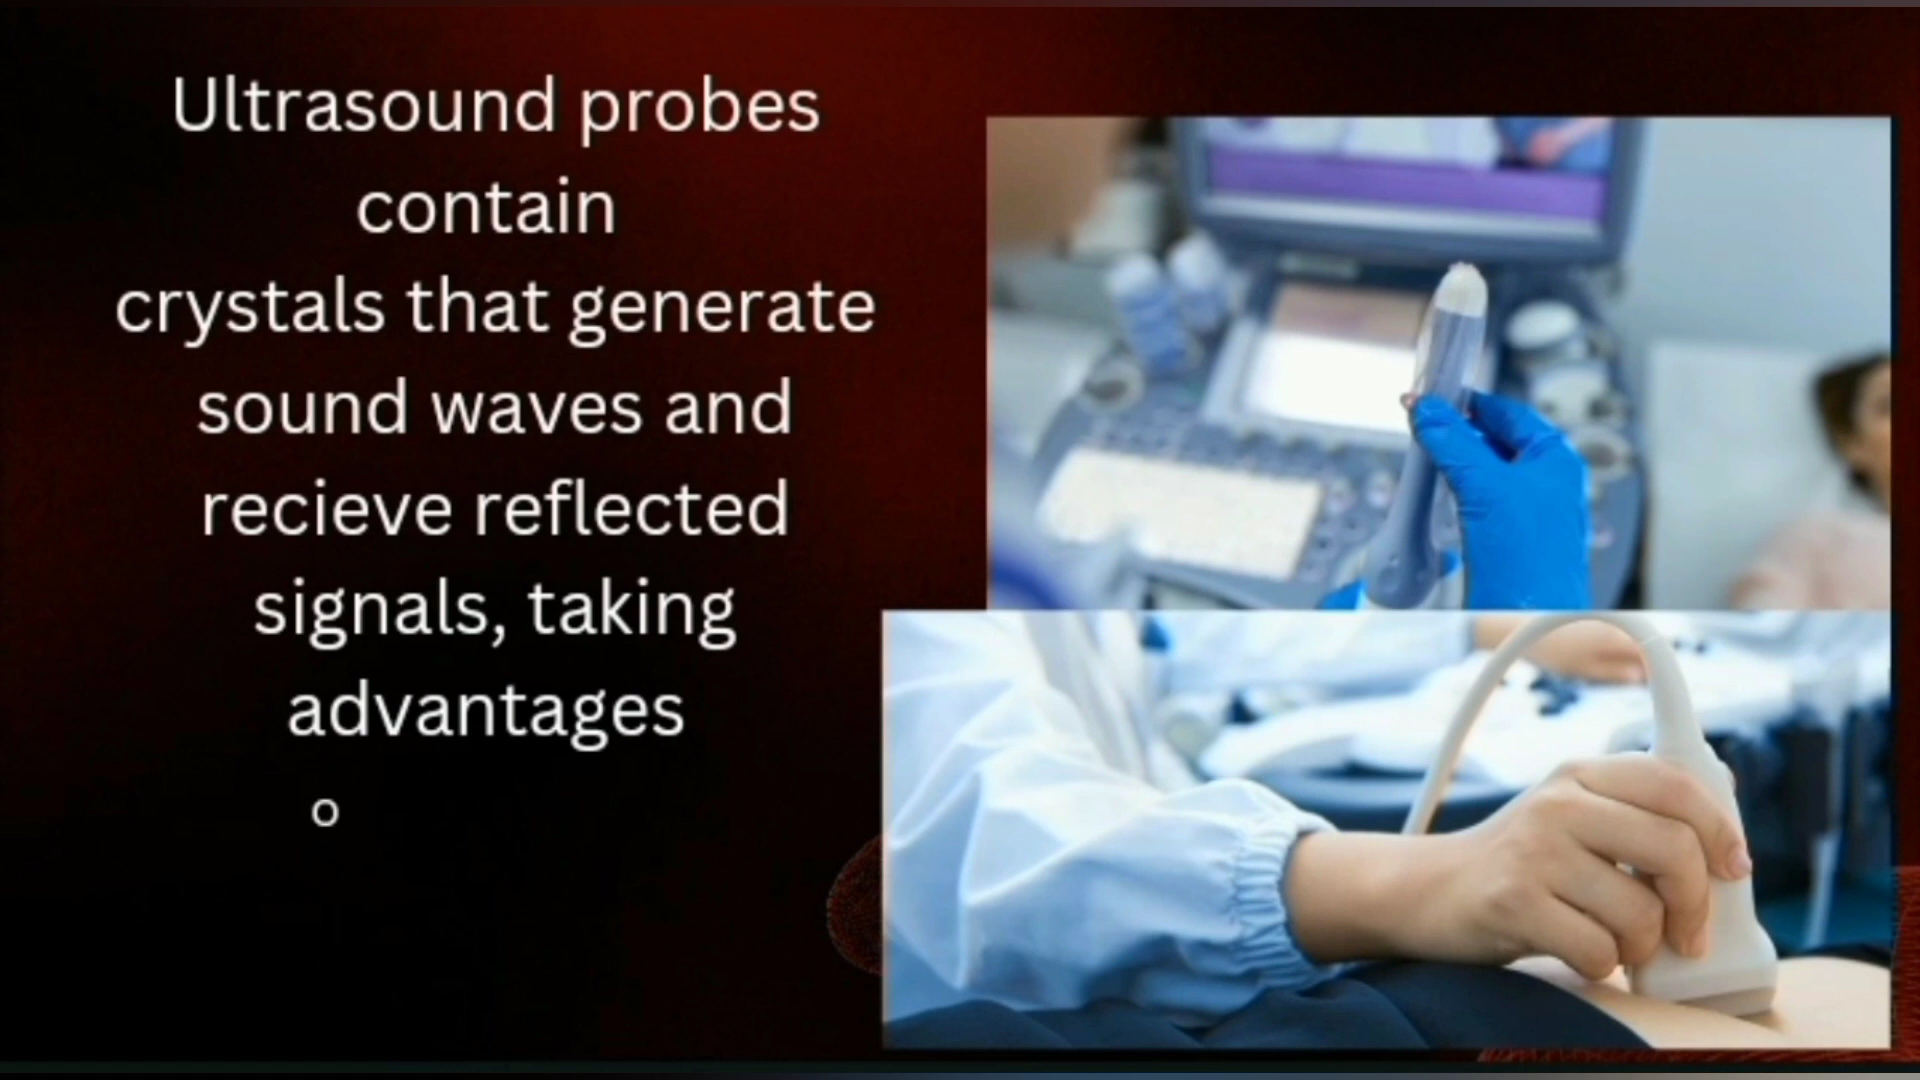 Ultrasound probes
contain
crystals that generate
sound waves and
recieve reflected
signals, taking
advantages
o